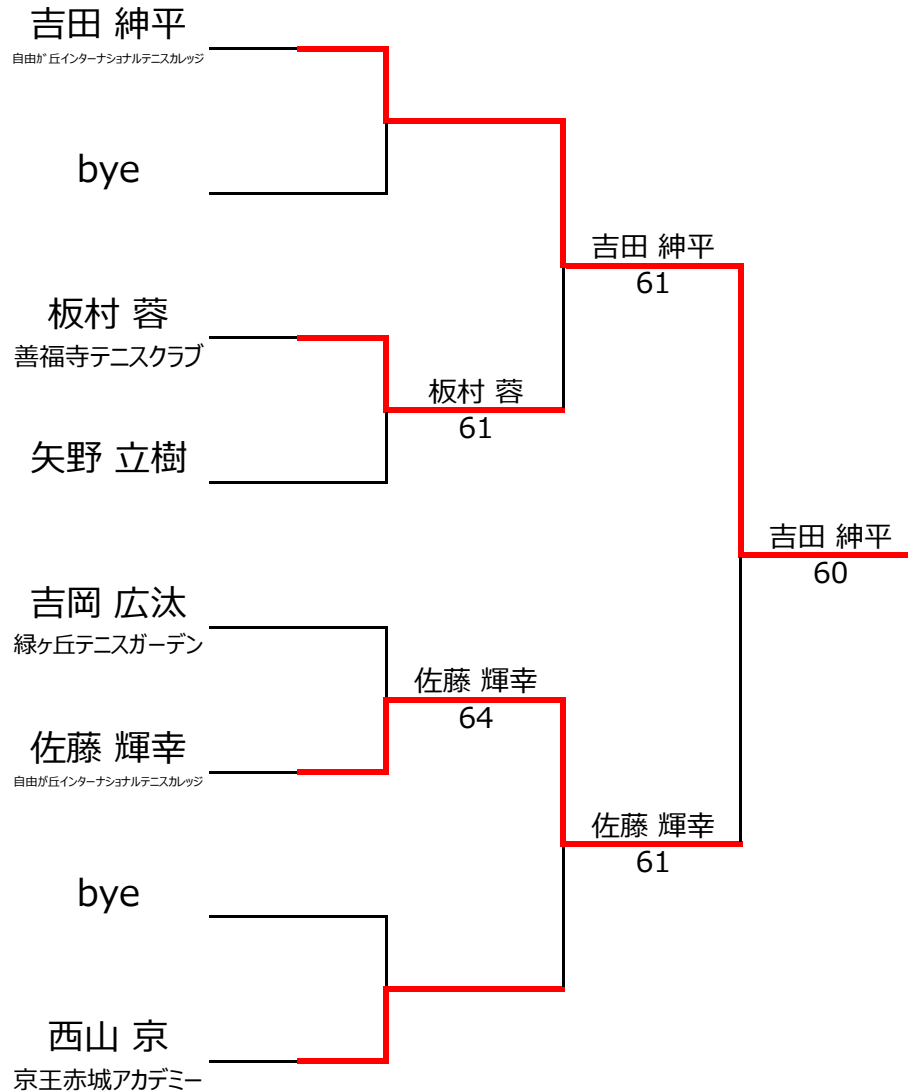 吉田 紳平
自由が丘インターナショナルテニスカレッジ
bye
板村 蓉
善福寺テニスクラブ
矢野 立樹
吉岡 広汰
緑ヶ丘テニスガーデン
佐藤 輝幸
自由が丘インターナショナルテニスカレッジ
bye
西山 京
京王赤城アカデミー
板村 蓉
61
佐藤 輝幸
64
吉田 紳平
61
佐藤 輝幸
61
吉田 紳平
60